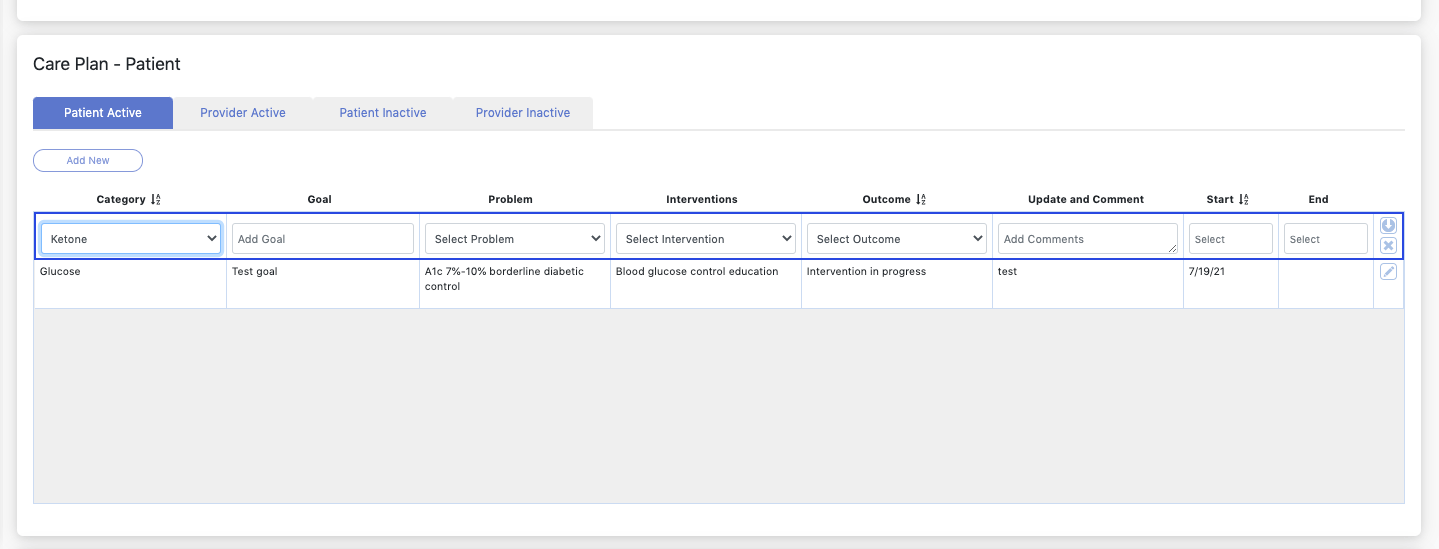 Care Plan - Patient
Patient Active Provider Active Patient Inactive Provider Inactive
Add New
Category Goal Problem Interventions Outcome Update and Comment Start End
Ketone Add Goal Select Problem Select Intervention Select Outcome Add Comments Select Select
Glucose Test goal A1c 7%-10% borderline diabetic Blood glucose control education Intervention in progress test 7/19/21
control